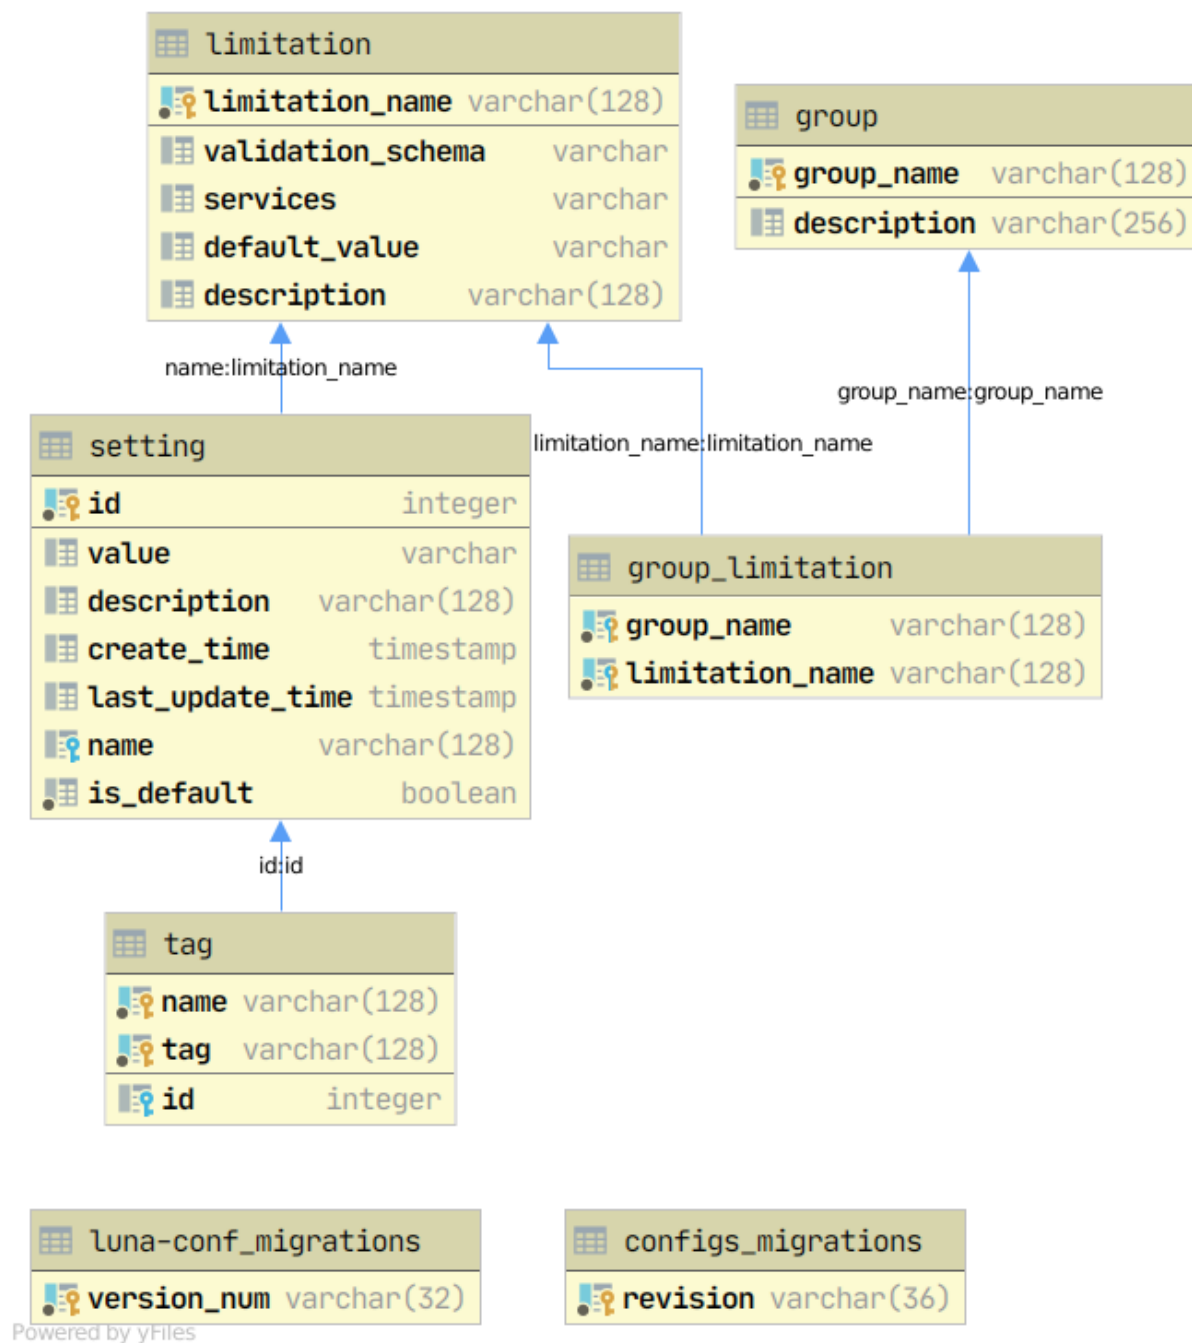 limitation
limitation_name varchar(128)
validation_schema varchar
services varchar
default_value varchar
description varchar(128)
group
group_name varchar(128)
description varchar(256)
name:limitation_name
group_name:group_name
limitation_name:limitation_name
setting
id integer
value varchar
description varchar(128)
create_time timestamp
last_update_time timestamp
name varchar(128)
is_default boolean
group_limitation
group_name varchar(128)
limitation_name varchar(128)
id:id
tag
name varchar(128)
tag varchar(128)
id integer
luna-conf_migrations
version_num varchar(32)
configs_migrations
revision varchar(36)
Powered by yFiles